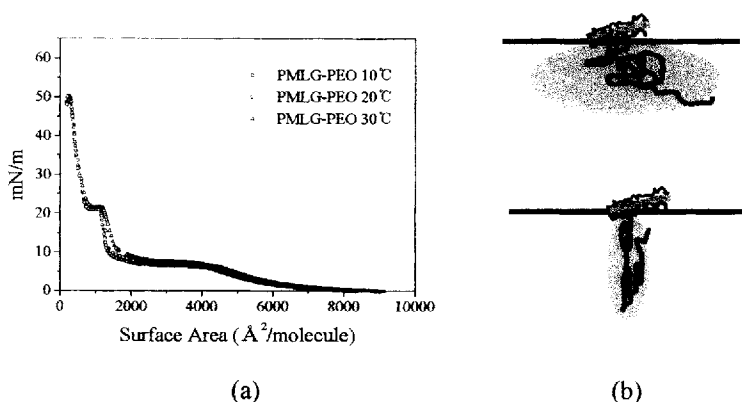 60
50
40
30
20
10
0
mN/m
PMLG-PEO 10℃
PMLG-PEO 20℃
PMLG-PEO 30℃
0 2000 4000 6000 8000 10000
Surface Area (Å²/molecule)
(a)
(b)